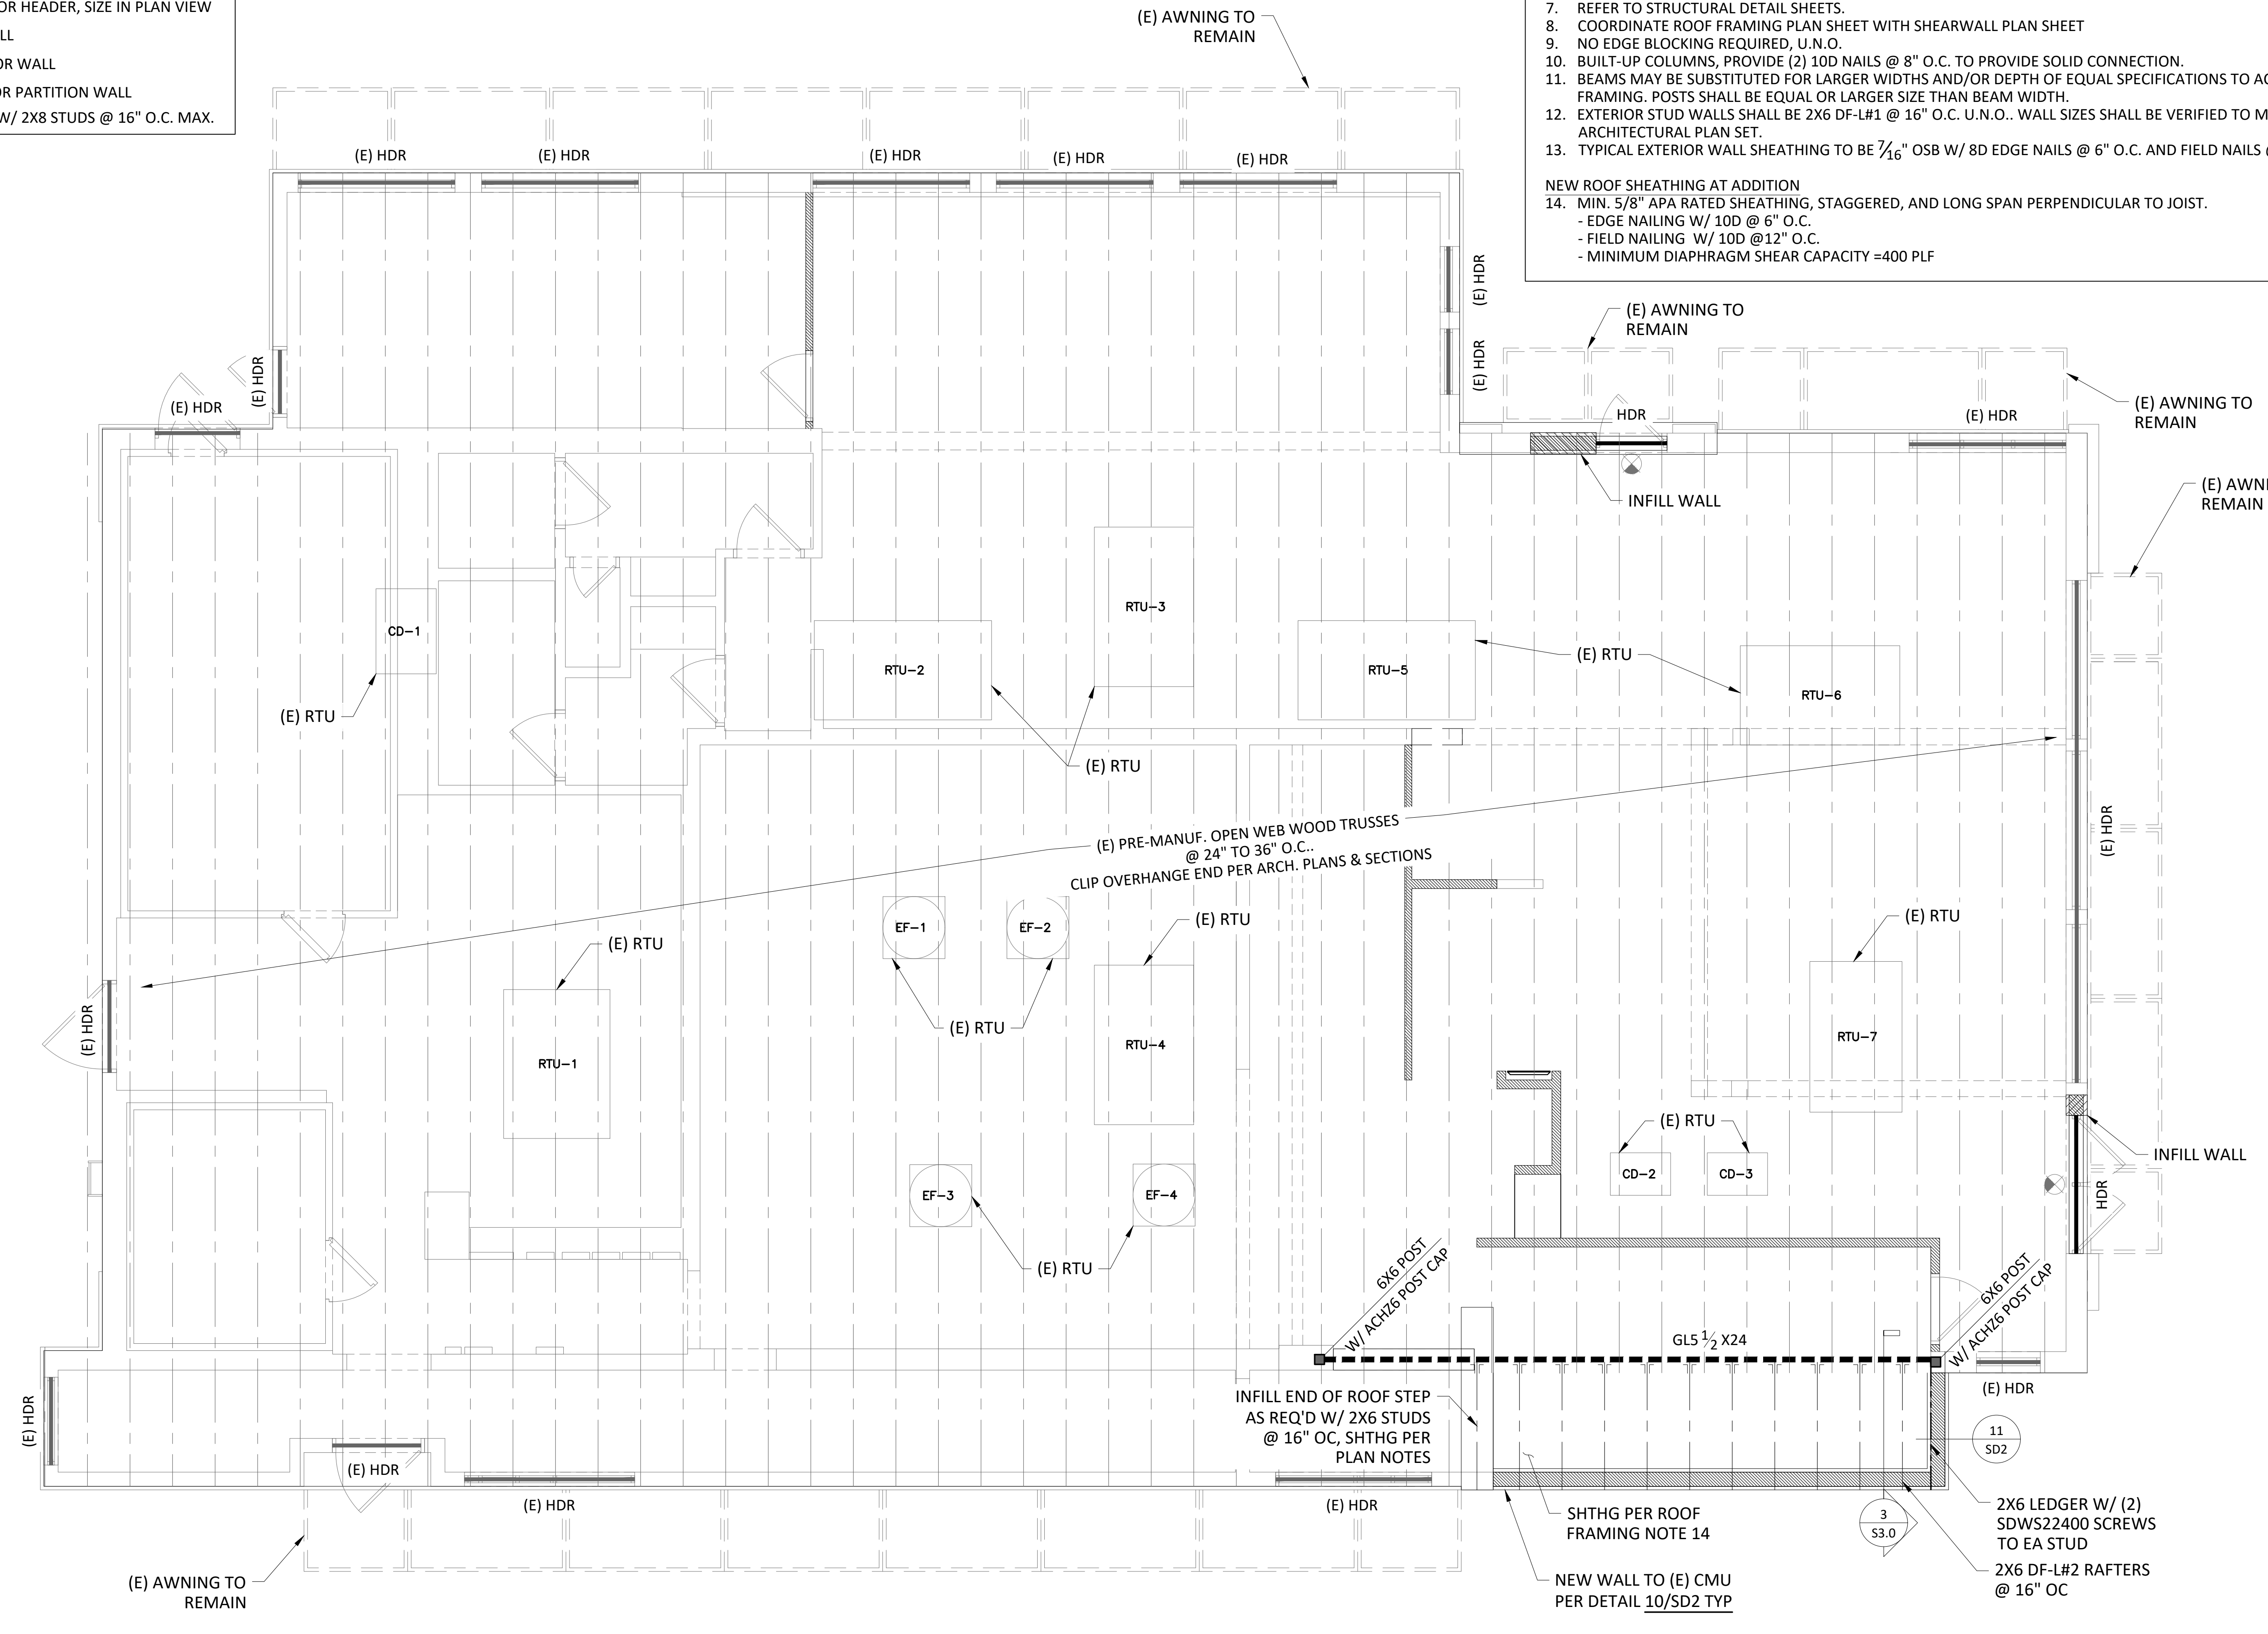 OR HEADER, SIZE IN PLAN VIEW
LL
OR WALL
OR PARTITION WALL
W/ 2X8 STUDS @ 16" O.C. MAX.
(E) AWNING TO
REMAIN
7. REFER TO STRUCTURAL DETAIL SHEETS.
8. COORDINATE ROOF FRAMING PLAN SHEET WITH SHEARWALL PLAN SHEET
9. NO EDGE BLOCKING REQUIRED, U.N.O.
10. BUILT-UP COLUMNS, PROVIDE (2) 10D NAILS @ 8" O.C. TO PROVIDE SOLID CONNECTION.
11. BEAMS MAY BE SUBSTITUTED FOR LARGER WIDTHS AND/OR DEPTH OF EQUAL SPECIFICATIONS TO
FRAMING. POSTS SHALL BE EQUAL OR LARGER SIZE THAN BEAM WIDTH.
12. EXTERIOR STUD WALLS SHALL BE 2X6 DF-L#1 @ 16" O.C. U.N.O.. WALL SIZES SHALL BE VERIFIED TO
ARCHITECTURAL PLAN SET.
13. TYPICAL EXTERIOR WALL SHEATHING TO BE 7/16" OSB W/ 8D EDGE NAILS @ 6" O.C. AND FIELD NAILS
NEW ROOF SHEATHING AT ADDITION
14. MIN. 5/8" APA RATED SHEATHING, STAGGERED, AND LONG SPAN PERPENDICULAR TO JOIST.
- EDGE NAILING W/ 10D @ 6" O.C.
- FIELD NAILING W/ 10D @12" O.C.
- MINIMUM DIAPHRAGM SHEAR CAPACITY =400 PLF
(E) HDR
(E) HDR
(E) HDR
(E) HDR
(E) HDR
(E) HDR
(E) HDR
(E) HDR
(E) HDR
(E) AWNING TO
REMAIN
HDR
(E) HDR
(E) AWNING TO
REMAIN
(E) AWN
REMAIN
INFILL WALL
CD-1
(E) RTU
RTU-2
RTU-3
(E) RTU
RTU-5
(E) RTU
RTU-6
(E) PRE-MANUF. OPEN WEB WOOD TRUSSES
@ 24" TO 36" O.C..
CLIP OVERHANGE END PER ARCH. PLANS & SECTIONS
(E) HDR
EF-1
EF-2
(E) RTU
(E) RTU
(E) RTU
(E) RTU
(E) HDR
RTU-1
RTU-4
RTU-7
(E) RTU
CD-2
CD-3
INFILL WALL
HDR
EF-3
EF-4
(E) RTU
6X6 POST
W/ ACHZ6 POST CAP
6X6 POST
W/ ACHZ6 POST CAP
GL5 1/2 X24
(E) HDR
(E) HDR
(E) HDR
INFILL END OF ROOF STEP
AS REQ'D W/ 2X6 STUDS
@ 16" OC, SHTHG PER
PLAN NOTES
11
SD2
(E) HDR
(E) HDR
SHTHG PER ROOF
FRAMING NOTE 14
3
S3.0
2X6 LEDGER W/ (2)
SDWS22400 SCREWS
TO EA STUD
2X6 DF-L#2 RAFTERS
@ 16" OC
NEW WALL TO (E) CMU
PER DETAIL 10/SD2 TYP
(E) AWNING TO
REMAIN